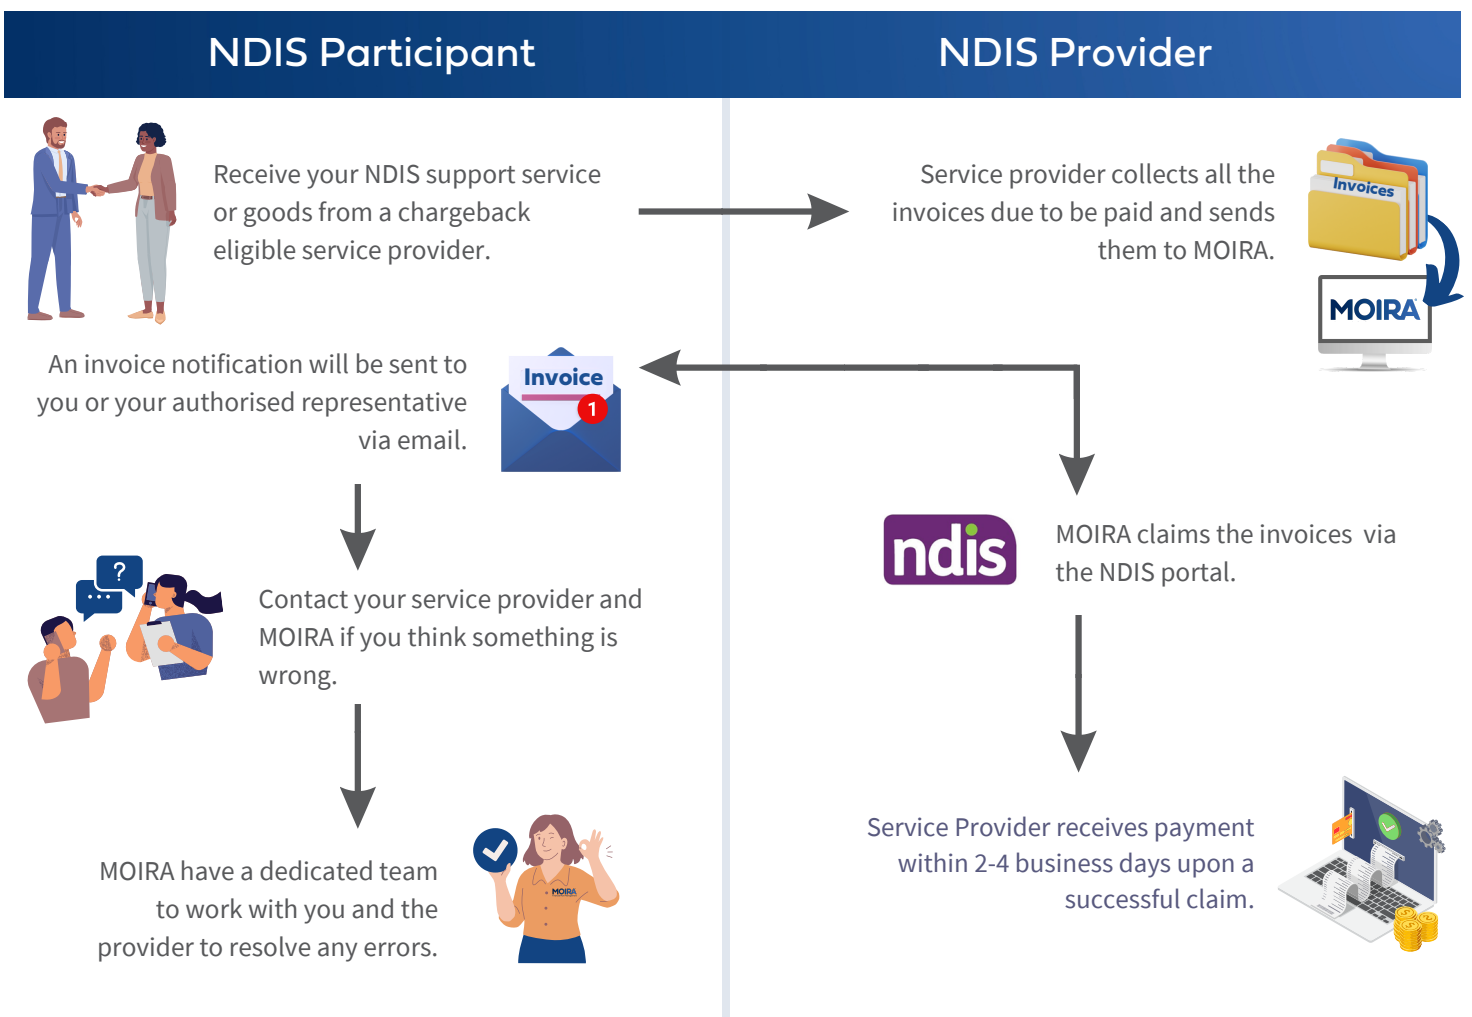 NDIS Participant
NDIS Provider
Receive your NDIS support service
or goods from a chargeback
eligible service provider.
Service provider collects all the
invoices due to be paid and sends
them to MOIRA.
Invoices
MOIRA
An invoice notification will be sent to
you or your authorised representative
via email.
Invoice
1
ndis
MOIRA claims the invoices via
the NDIS portal.
?
Contact your service provider and
MOIRA if you think something is
wrong.
MOIRA have a dedicated team
to work with you and the
provider to resolve any errors.
MOIRA
Service Provider receives payment
within 2-4 business days upon a
successful claim.